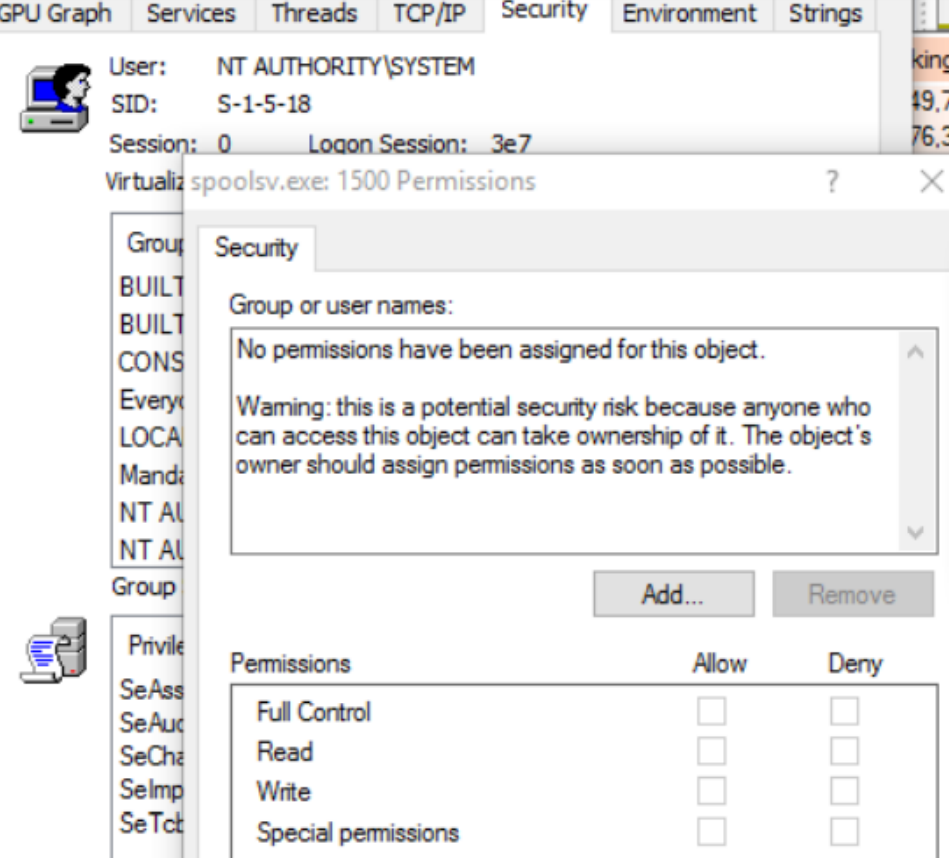 GPU Graph Services Threads TCP/IP Security Environment Strings
User: NT AUTHORITY\SYSTEM
SID: S-1-5-18
Session: 0 Logon Session: 3e7
Virtualiz
spoolsv.exe: 1500 Permissions ? ×
Security
Group or user names:
No permissions have been assigned for this object.
Warning: this is a potential security risk because anyone who
can access this object can take ownership of it. The object's
owner should assign permissions as soon as possible.
Add... Remove
Permissions Allow Deny
Full Control
Read
Write
Special permissions
Group
BUILT
BUILT
CONS
Everyo
LOCA
Manda
NT AU
NT AU
Group
Privile
SeAss
SeAud
SeCha
SeImp
SeTcb
king
49,7
76,3